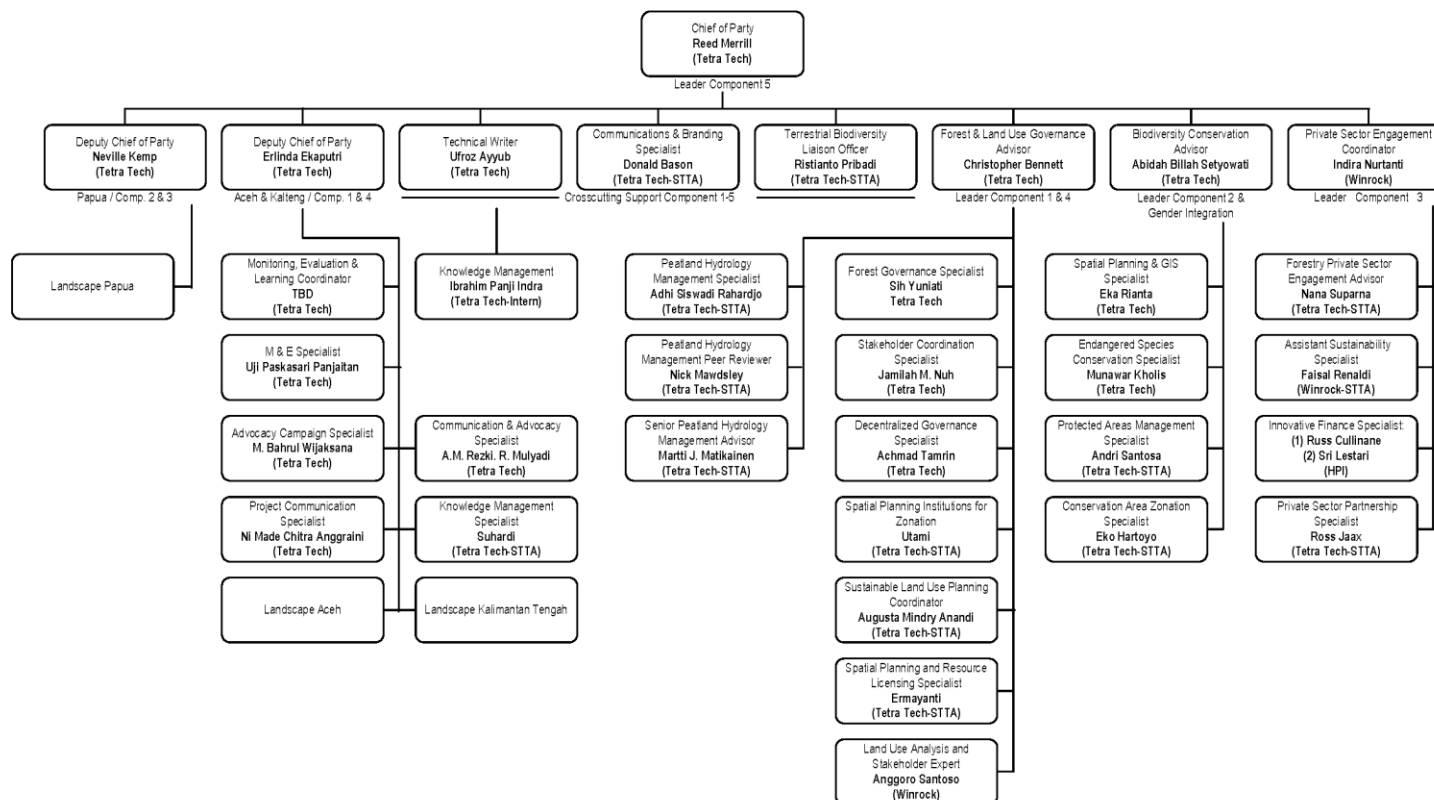 Chief of Party
Reed Merrill
(Tetra Tech)
Leader Component 5
Deputy Chief of Party
Neville Kemp
(Tetra Tech)
Papua / Comp. 2 & 3
Deputy Chief of Party
Erlinda Ekaputri
(Tetra Tech)
Aceh & Kalteng / Comp. 1 & 4
Technical Writer
Ufroz Ayyub
(Tetra Tech)
Communications & Branding
Specialist
Donald Bason
(Tetra Tech-STTA)
Terrestrial Biodiversity
Liaison Officer
Ristianto Pribadi
(Tetra Tech-STTA)
Crosscutting Support Component 1-5
Forest & Land Use Governance
Advisor
Christopher Bennett
(Tetra Tech)
Leader Component 1 & 4
Biodiversity Conservation
Advisor
Abidah Billah Setyowati
(Tetra Tech)
Leader Component 2 &
Gender Integration
Private Sector Engagement
Coordinator
Indira Nurtanti
(Winrock)
Leader Component 3
Landscape Papua
Monitoring, Evaluation &
Learning Coordinator
TBD
(Tetra Tech)
M & E Specialist
Uji Paskasari Panjaitan
(Tetra Tech)
Advocacy Campaign Specialist
M. Bahrul Wijaksana
(Tetra Tech)
Project Communication
Specialist
Ni Made Chitra Anggraini
(Tetra Tech)
Landscape Aceh
Knowledge Management
Ibrahim Panji Indra
(Tetra Tech-Intern)
Communication & Advocacy
Specialist
A.M. Rezki. R. Mulyadi
(Tetra Tech)
Knowledge Management
Specialist
Suhardi
(Tetra Tech-STTA)
Landscape Kalimantan Tengah
Peatland Hydrology
Management Specialist
Adhi Siswadi Rahardjo
(Tetra Tech-STTA)
Peatland Hydrology
Management Peer Reviewer
Nick Mawdsley
(Tetra Tech-STTA)
Senior Peatland Hydrology
Management Advisor
Martti J. Matikainen
(Tetra Tech-STTA)
Forest Governance Specialist
Sih Yuniati
Tetra Tech
Stakeholder Coordination
Specialist
Jamilah M. Nuh
(Tetra Tech)
Decentralized Governance
Specialist
Achmad Tamrin
(Tetra Tech)
Spatial Planning Institutions for
Zonation
Utami
(Tetra Tech-STTA)
Sustainable Land Use Planning
Coordinator
Augusta Mindry Anandi
(Tetra Tech-STTA)
Spatial Planning and Resource
Licensing Specialist
Ermayanti
(Tetra Tech-STTA)
Land Use Analysis and
Stakeholder Expert
Anggoro Santoso
(Winrock)
Spatial Planning & GIS
Specialist
Eka Rianta
(Tetra Tech)
Endangered Species
Conservation Specialist
Munawar Kholis
(Tetra Tech)
Protected Areas Management
Specialist
Andri Santosa
(Tetra Tech-STTA)
Conservation Area Zonation
Specialist
Eko Hartoyo
(Tetra Tech-STTA)
Forestry Private Sector
Engagement Advisor
Nana Suparna
(Tetra Tech-STTA)
Assistant Sustainability
Specialist
Faisal Renaldi
(Winrock-STTA)
Innovative Finance Specialist:
(1) Russ Cullinane
(2) Sri Lestari
(HPI)
Private Sector Partnership
Specialist
Ross Jaax
(Tetra Tech-STTA)